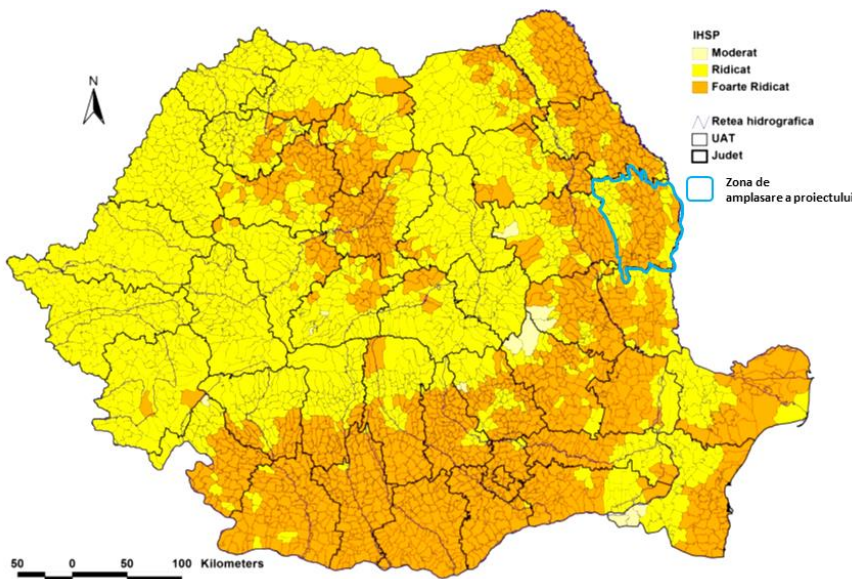 IHSP
Moderat
Ridicat
Foarte Ridicat
Retea hidrografica
UAT
Judet
Zona de
amplasare a proiectului
N
50 0 50 100 Kilometers